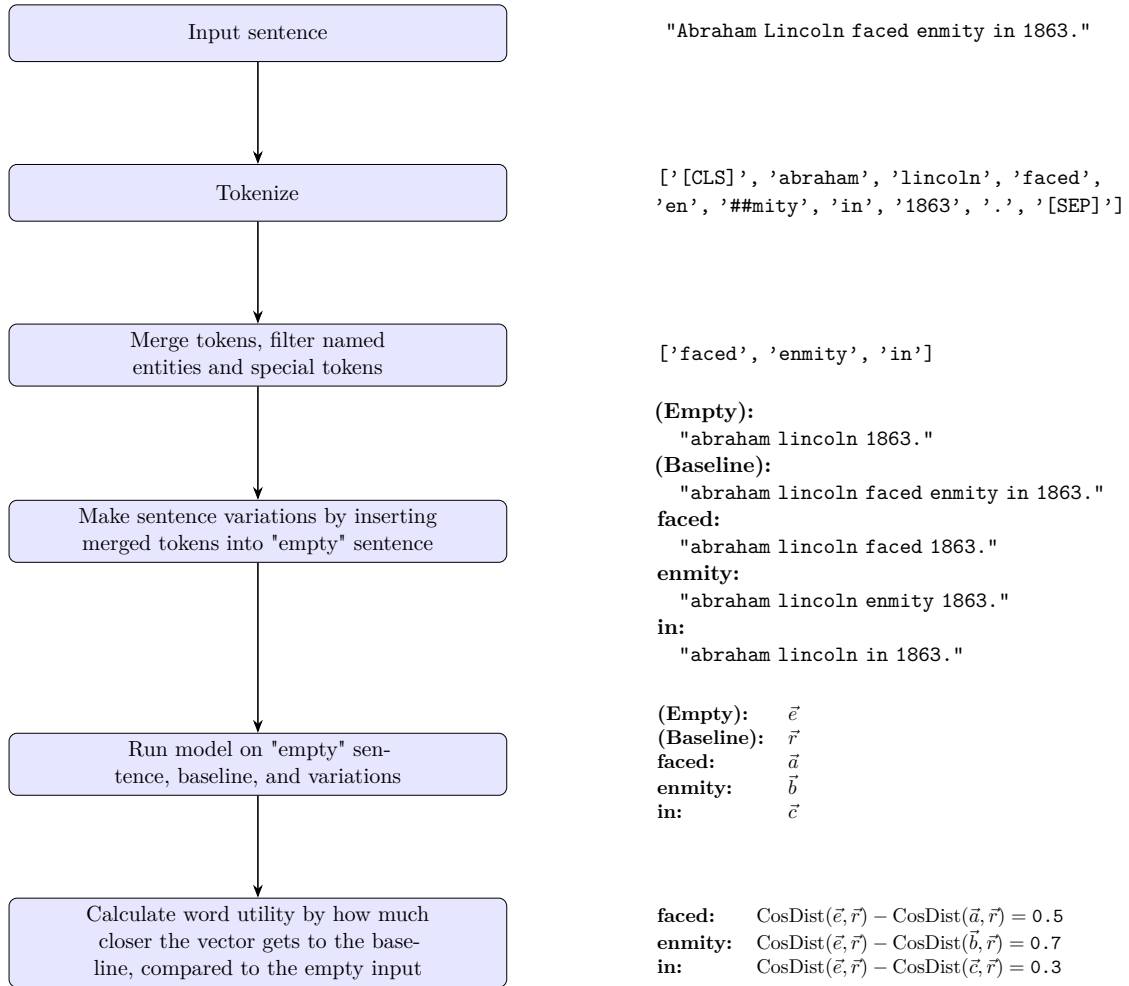 Input sentence
"Abraham Lincoln faced enmity in 1863."
Tokenize
['[CLS]', 'abraham', 'lincoln', 'faced',
'en', '##mity', 'in', '1863', '.', '[SEP]']
Merge tokens, filter named
entities and special tokens
['faced', 'enmity', 'in']
Make sentence variations by inserting
merged tokens into "empty" sentence
(Empty):
"abraham lincoln 1863."
(Baseline):
"abraham lincoln faced enmity in 1863."
faced:
"abraham lincoln faced 1863."
enmity:
"abraham lincoln enmity 1863."
in:
"abraham lincoln in 1863."
Run model on "empty" sen-
tence, baseline, and variations
(Empty): e⃗
(Baseline): r⃗
faced: a⃗
enmity: b⃗
in: c⃗
Calculate word utility by how much
closer the vector gets to the base-
line, compared to the empty input
faced: CosDist(e⃗, r⃗) − CosDist(a⃗, r⃗) = 0.5
enmity: CosDist(e⃗, r⃗) − CosDist(b⃗, r⃗) = 0.7
in: CosDist(e⃗, r⃗) − CosDist(c⃗, r⃗) = 0.3